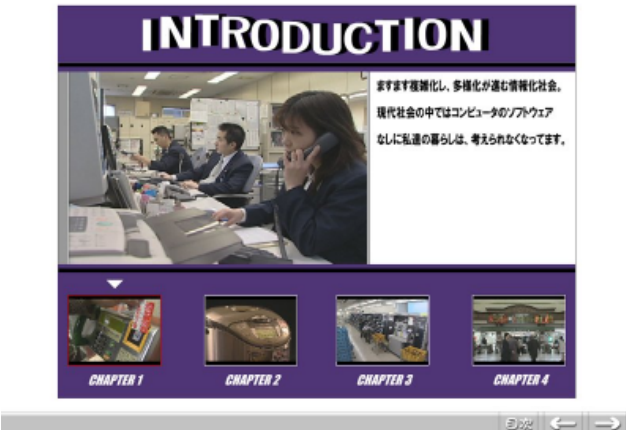 INTRODUCTION
ますます複雑化し、多様化が進む情報化社会。
現代社会の中ではコンピュータのソフトウェア
なしに私達の暮らしは、考えられなくなってます。
CHAPTER 1
CHAPTER 2
CHAPTER 3
CHAPTER 4
目次